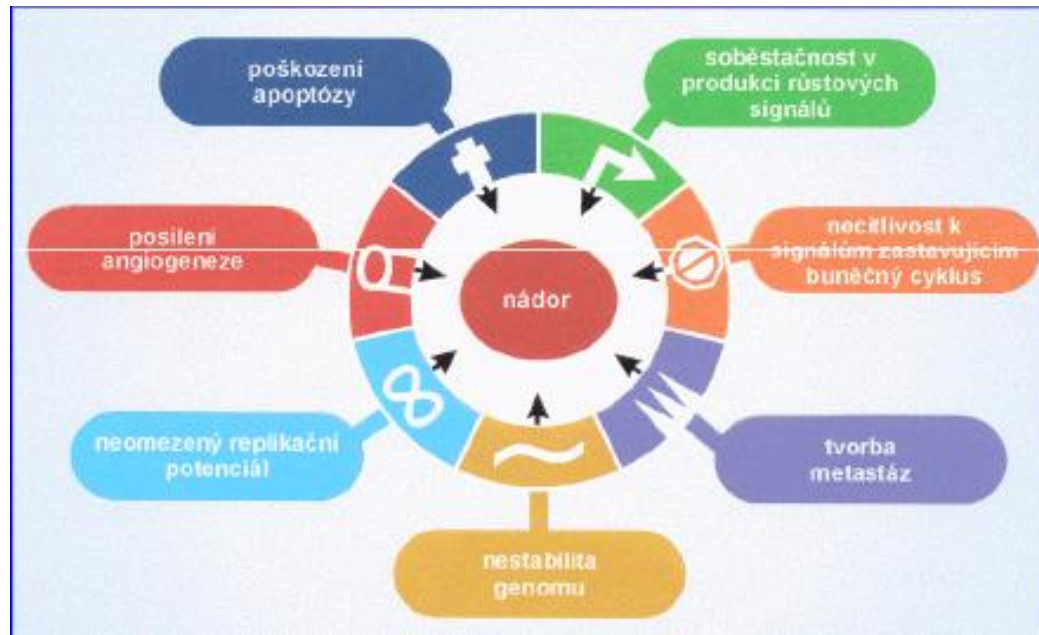 poškození
apoptózy
soběstačnost v
produkci růstových
signálů
posílení
angiogeneze
necitlivost k
signálům zastavujícím
buněčný cyklus
nádor
neomezený replikační
potenciál
tvorba
metastáz
nestabilita
genomu